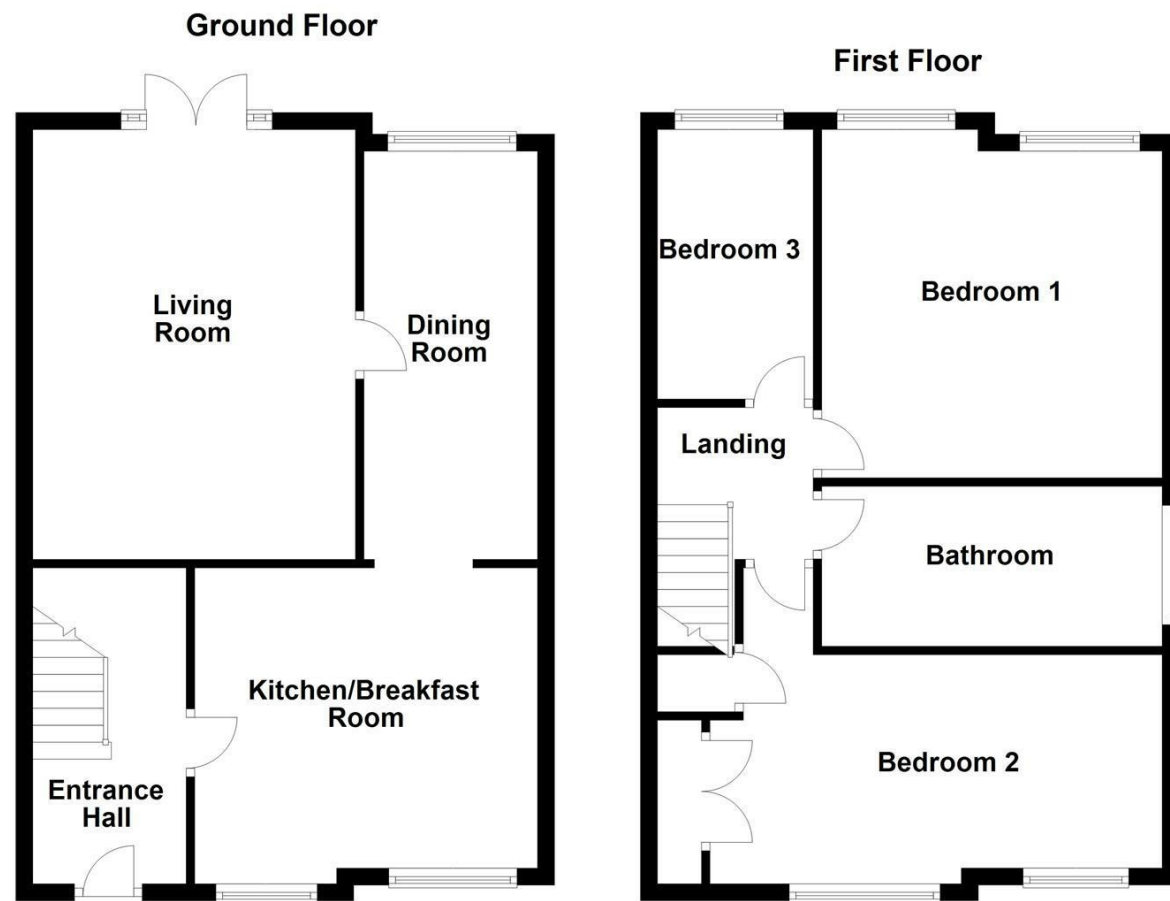 Ground Floor
Living
Room
Dining
Room
Kitchen/Breakfast
Room
Entrance
Hall
First Floor
Bedroom 3
Bedroom 1
Landing
Bathroom
Bedroom 2